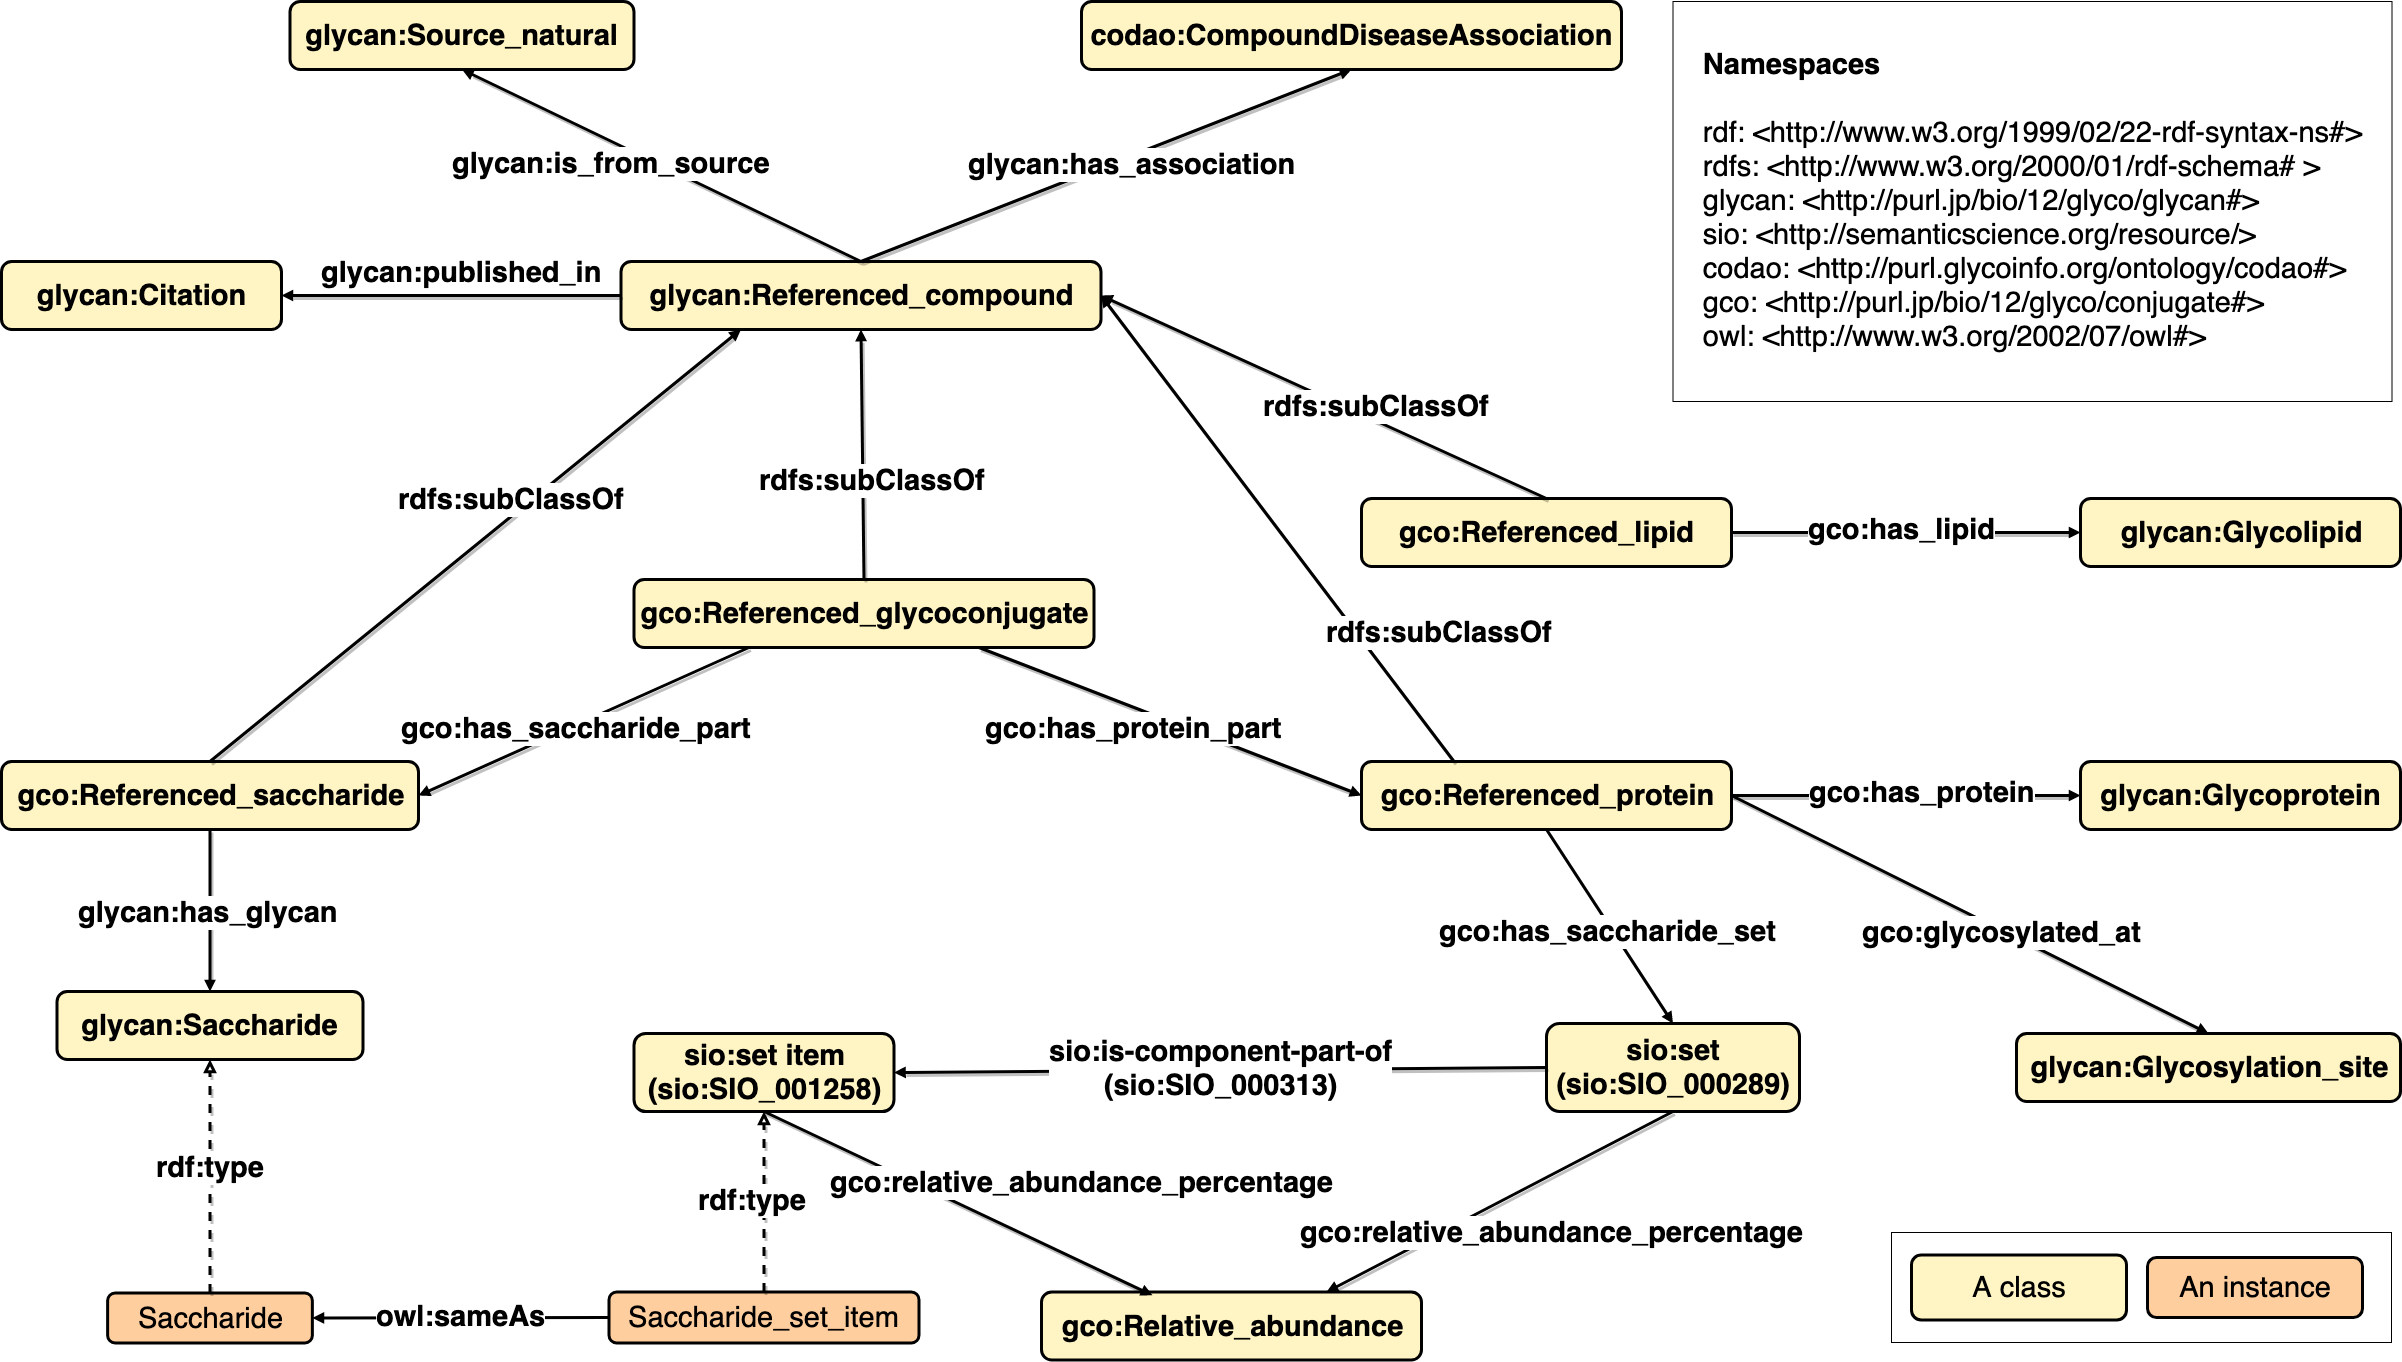 glycan:Source_natural
codao:CompoundDiseaseAssociation
Namespaces
rdf: <http://www.w3.org/1999/02/22-rdf-syntax-ns#>
rdfs: <http://www.w3.org/2000/01/rdf-schema# >
glycan: <http://purl.jp/bio/12/glyco/glycan#>
sio: <http://semanticscience.org/resource/>
codao: <http://purl.glycoinfo.org/ontology/codao#>
gco: <http://purl.jp/bio/12/glyco/conjugate#>
owl: <http://www.w3.org/2002/07/owl#>
glycan:is_from_source
glycan:has_association
glycan:published_in
glycan:Citation
glycan:Referenced_compound
rdfs:subClassOf
rdfs:subClassOf
rdfs:subClassOf
gco:Referenced_lipid
gco:has_lipid
glycan:Glycolipid
gco:Referenced_glycoconjugate
rdfs:subClassOf
gco:has_saccharide_part
gco:has_protein_part
gco:Referenced_saccharide
gco:Referenced_protein
gco:has_protein
glycan:Glycoprotein
glycan:has_glycan
gco:has_saccharide_set
gco:glycosylated_at
glycan:Saccharide
sio:set item
(sio:SIO_001258)
sio:is-component-part-of
(sio:SIO_000313)
sio:set
(sio:SIO_000289)
glycan:Glycosylation_site
rdf:type
rdf:type
gco:relative_abundance_percentage
gco:relative_abundance_percentage
Saccharide
owl:sameAs
Saccharide_set_item
gco:Relative_abundance
A class
An instance